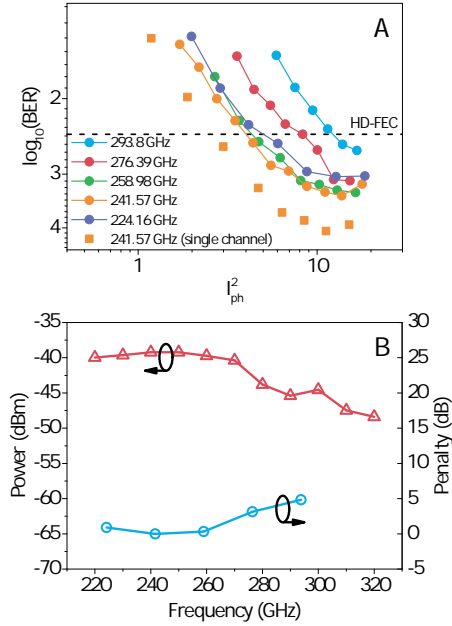 A
log10(BER)
2
3
4
HD-FEC
293.8 GHz
276.39 GHz
258.98 GHz
241.57 GHz
224.16 GHz
241.57 GHz (single channel)
1
10
I²ph
B
-35
-40
-45
-50
-55
-60
-65
-70
Power (dBm)
30
25
20
15
10
5
0
-5
Penalty (dB)
220
240
260
280
300
320
Frequency (GHz)